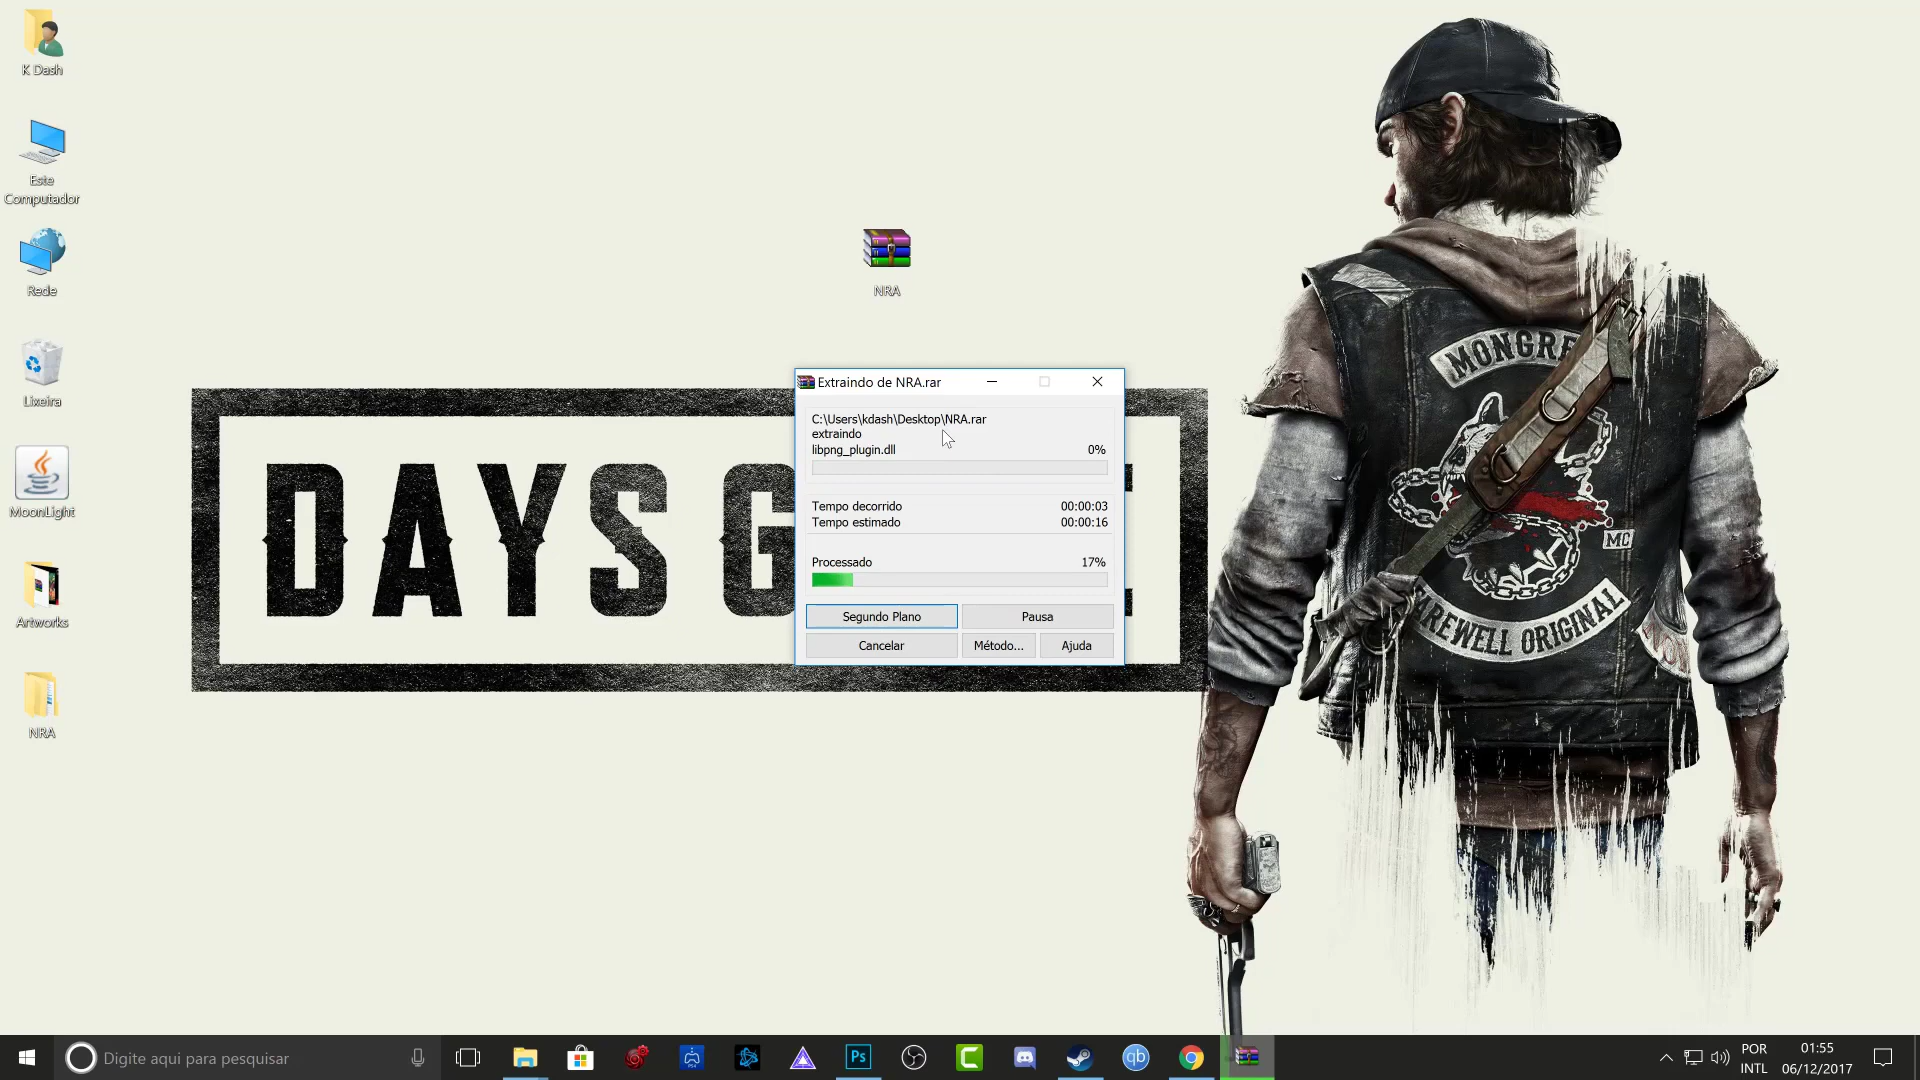 K Dash
Este
Computador
Rede
Lixeira
MoonLight
Artworks
NRA
NRA
DAYS G
Extraindo de NRA.rar
C:\Users\kdash\Desktop\NRA.rar
extraindo
libpng_plugin.dll 0%
Tempo decorrido 00:00:03
Tempo estimado 00:00:16
Processado 17%
Segundo Plano Pausa
Cancelar Método... Ajuda
MONGRE
MC
FAREWELL ORIGINAL
Digite aqui para pesquisar
PS4
Ps
qb
POR
INTL
01:55
06/12/2017